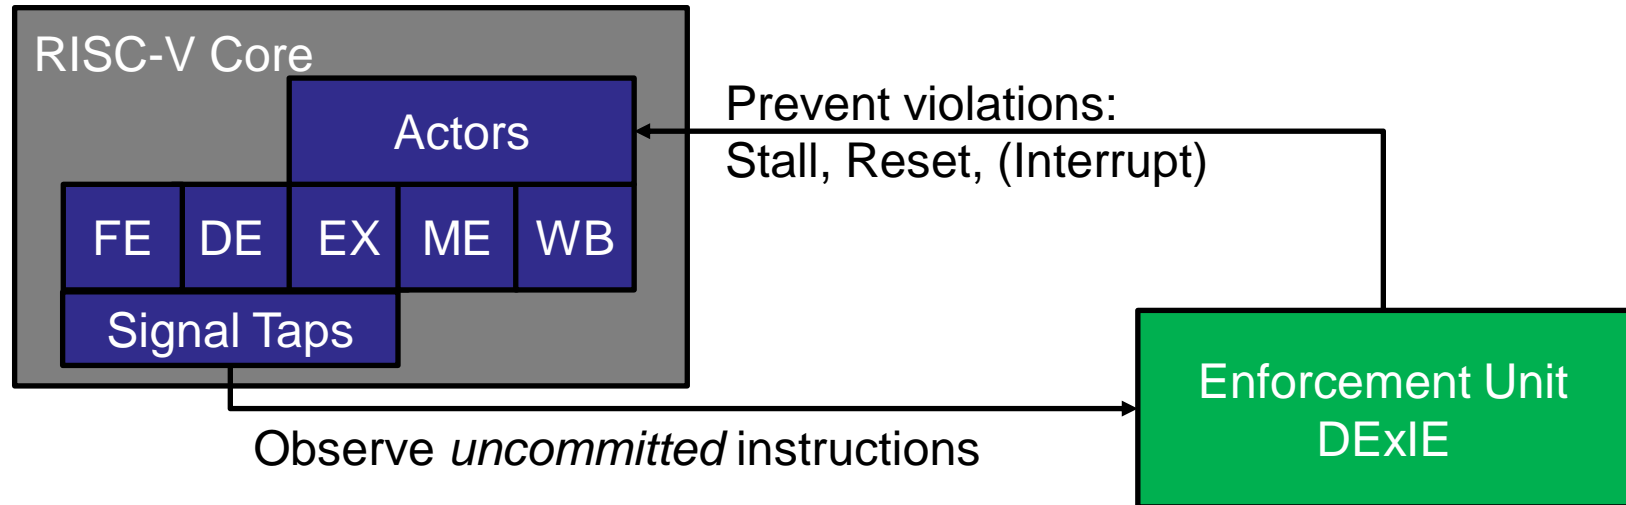 RISC-V Core
Actors
Prevent violations:
Stall, Reset, (Interrupt)
FE DE EX ME WB
Signal Taps
Enforcement Unit
DExIE
Observe uncommitted instructions